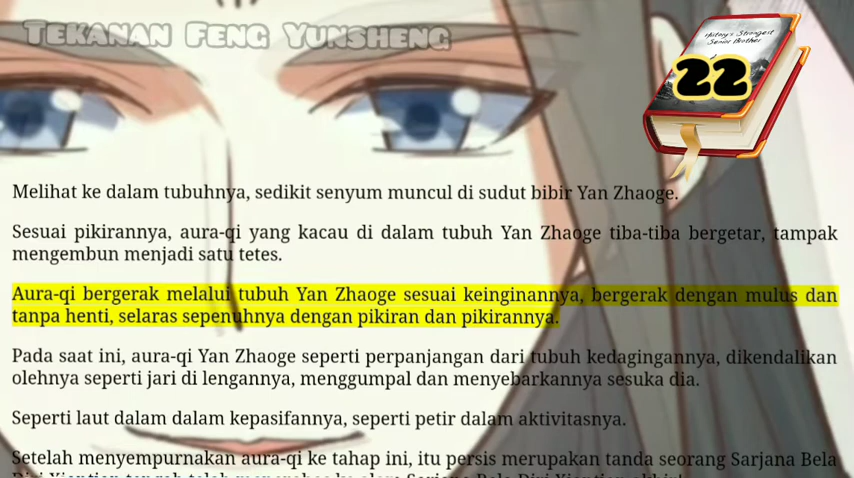 Tekanan Feng Yunsheng
History's Strongest
Senior Brother
22
Melihat ke dalam tubuhnya, sedikit senyum muncul di sudut bibir Yan Zhaoge.
Sesuai pikirannya, aura-qi yang kacau di dalam tubuh Yan Zhaoge tiba-tiba bergetar, tampak
mengembun menjadi satu tetes.
Aura-qi bergerak melalui tubuh Yan Zhaoge sesuai keinginannya, bergerak dengan mulus dan
tanpa henti, selaras sepenuhnya dengan pikiran dan pikirannya.
Pada saat ini, aura-qi Yan Zhaoge seperti perpanjangan dari tubuh kedagingannya, dikendalikan
olehnya seperti jari di lengannya, menggumpal dan menyebarkannya sesuka dia.
Seperti laut dalam dalam kepasifannya, seperti petir dalam aktivitasnya.
Setelah menyempurnakan aura-qi ke tahap ini, itu persis merupakan tanda seorang Sarjana Bela